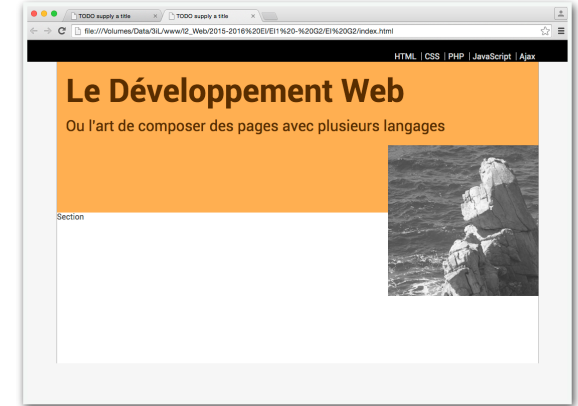 TODO supply a title
TODO supply a title
file:///Volumes/Data/3iL/www/I2_Web/2015-2016%20EI/EI1%20-%20G2/EI%20G2/index.html
HTML | CSS | PHP | JavaScript | Ajax
Le Développement Web
Ou l'art de composer des pages avec plusieurs langages
Section